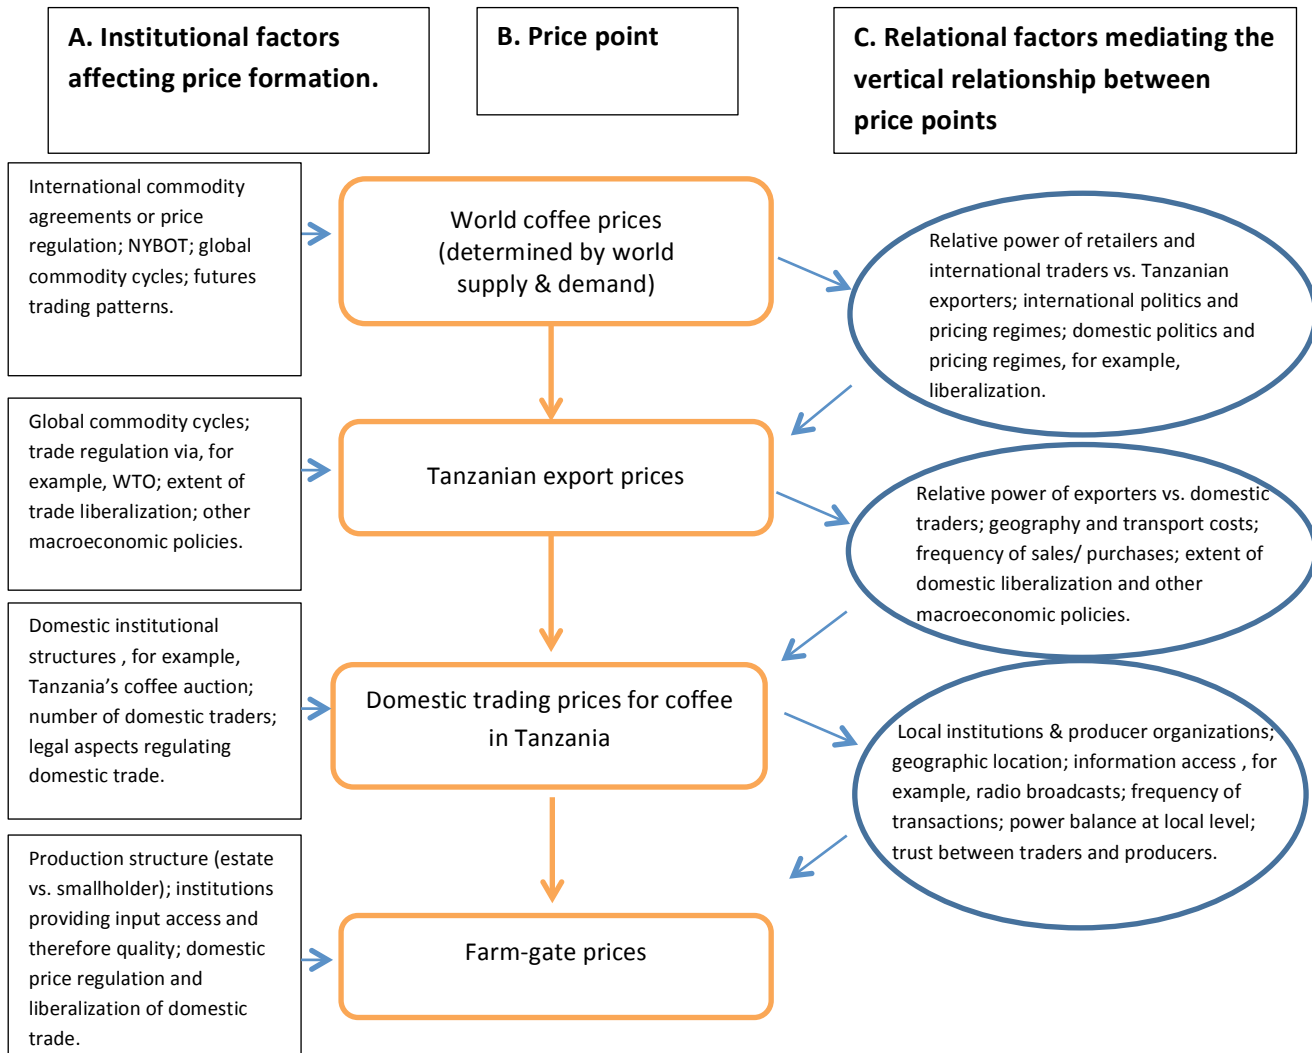 A. Institutional factors
affecting price formation.
B. Price point
C. Relational factors mediating the
vertical relationship between
price points
International commodity
agreements or price
regulation; NYBOT; global
commodity cycles; futures
trading patterns.
World coffee prices
(determined by world
supply & demand)
Relative power of retailers and
international traders vs. Tanzanian
exporters; international politics and
pricing regimes; domestic politics and
pricing regimes, for example,
liberalization.
Global commodity cycles;
trade regulation via, for
example, WTO; extent of
trade liberalization; other
macroeconomic policies.
Tanzanian export prices
Relative power of exporters vs. domestic
traders; geography and transport costs;
frequency of sales/ purchases; extent of
domestic liberalization and other
macroeconomic policies.
Domestic institutional
structures , for example,
Tanzania’s coffee auction;
number of domestic traders;
legal aspects regulating
domestic trade.
Domestic trading prices for coffee
in Tanzania
Local institutions & producer organizations;
geographic location; information access , for
example, radio broadcasts; frequency of
transactions; power balance at local level;
trust between traders and producers.
Production structure (estate
vs. smallholder); institutions
providing input access and
therefore quality; domestic
price regulation and
liberalization of domestic
trade.
Farm-gate prices